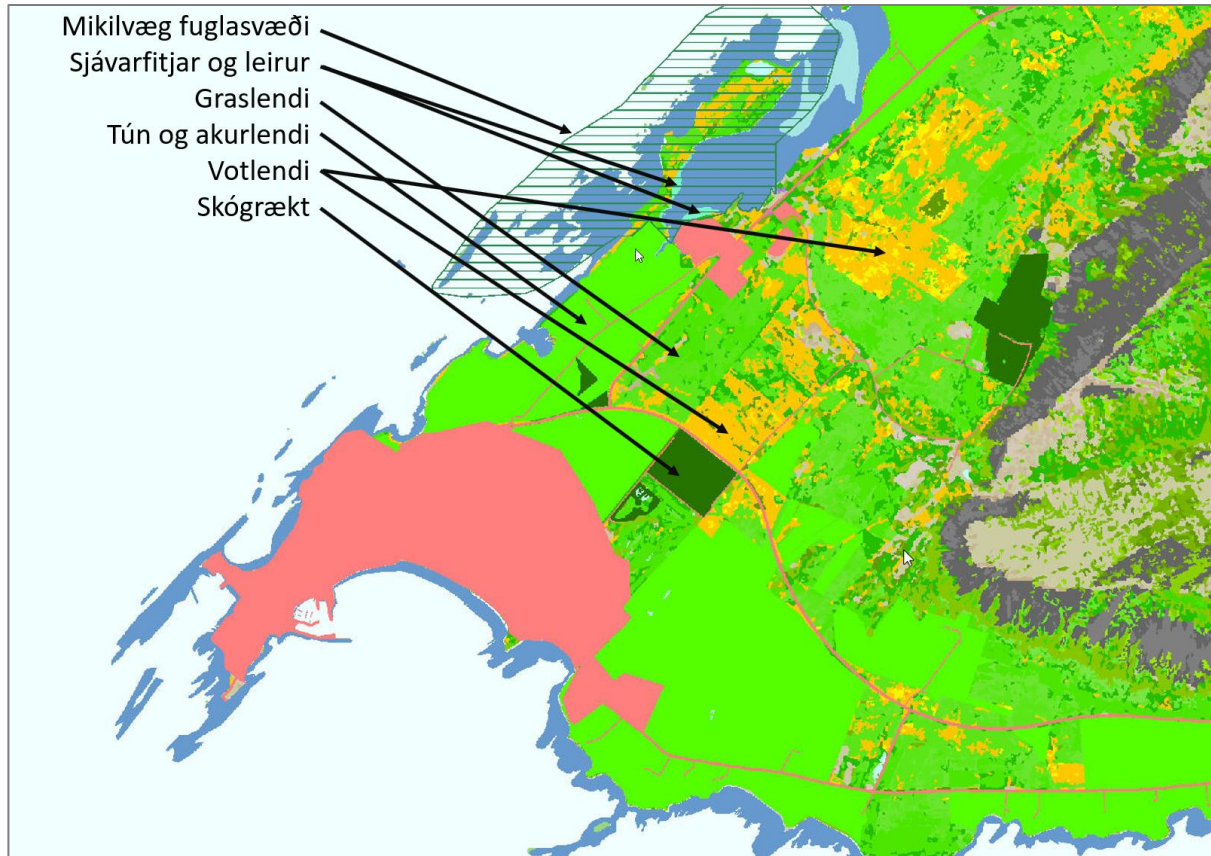 Mikilvæg fuglasvæði
Sjávarfitjar og leirur
Graslendi
Tún og akurlendi
Votlendi
Skógrækt